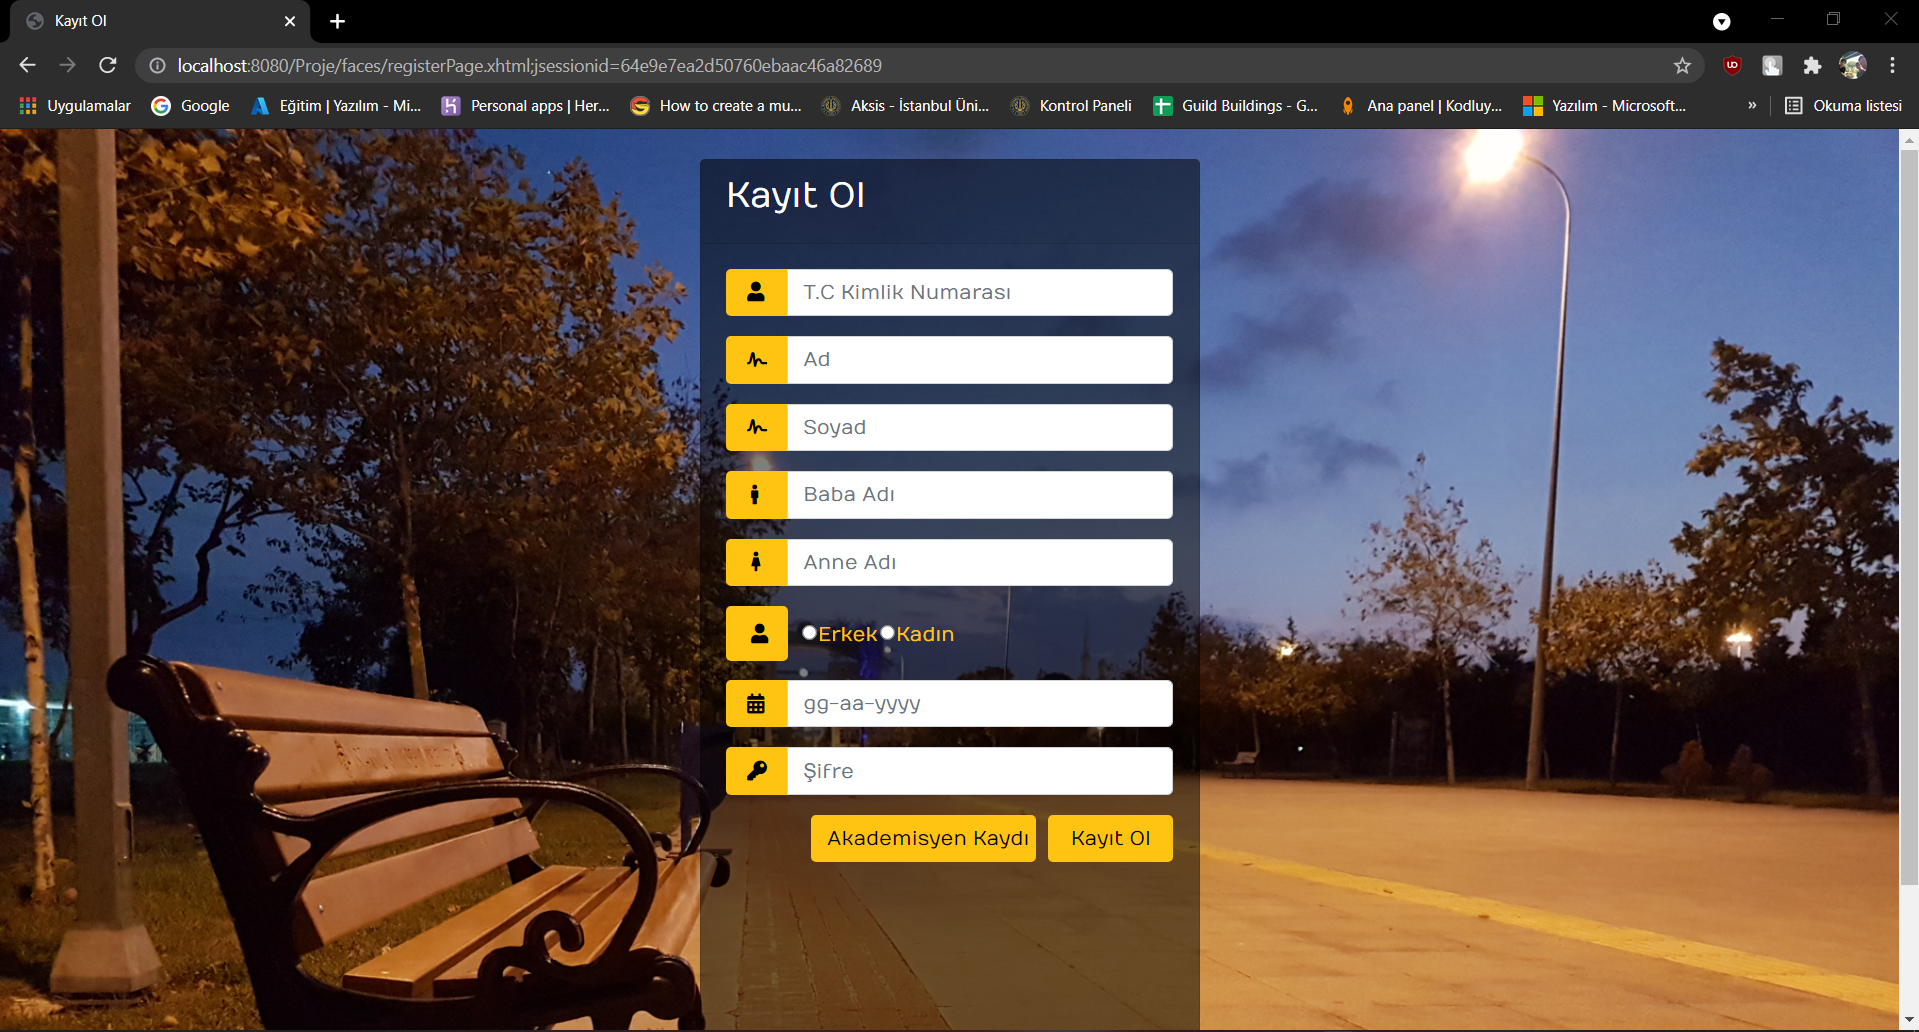 Kayıt Ol
localhost:8080/Proje/faces/registerPage.xhtml;jsessionid=64e9e7ea2d50760ebaac46a82689
Uygulamalar Google Eğitim | Yazılım - Mi... Personal apps | Her... How to create a mu... Aksis - İstanbul Üni... Kontrol Paneli Guild Buildings - G... Ana panel | Kodluy... Yazılım - Microsoft... » Okuma listesi
Kayıt Ol
T.C Kimlik Numarası
Ad
Soyad
Baba Adı
Anne Adı
Erkek Kadın
gg-aa-yyyy
Şifre
Akademisyen Kaydı Kayıt Ol